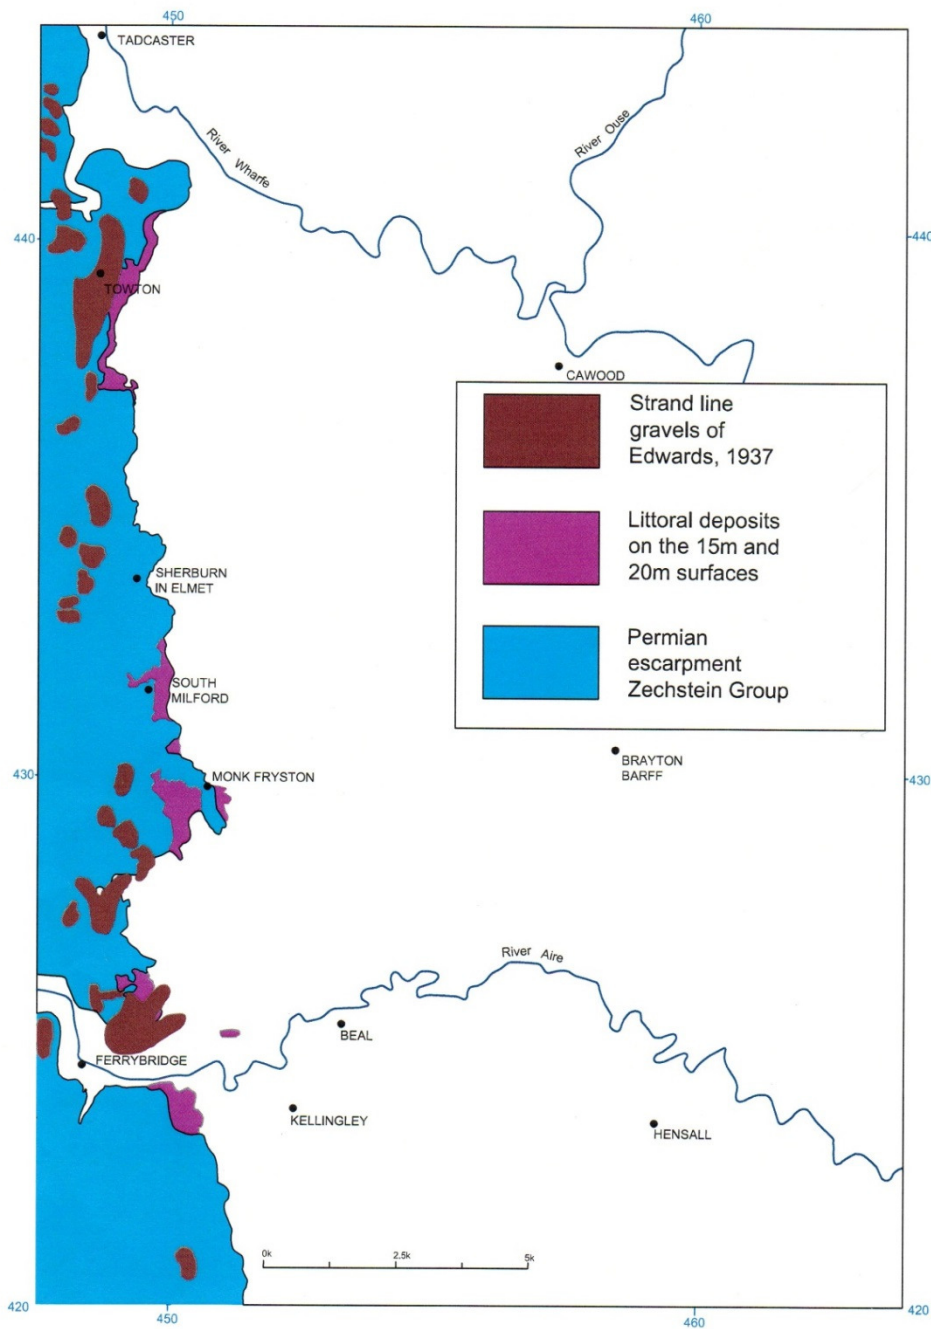 450
460
TADCASTER
River Wharfe
River Ouse
440
440
TOWTON
CAWOOD
Strand line
gravels of
Edwards, 1937
Littoral deposits
on the 15m and
20m surfaces
Permian
escarpment
Zechstein Group
SHERBURN
IN ELMET
SOUTH
MILFORD
MONK FRYSTON
BRAYTON
BARFF
430
430
River Aire
BEAL
FERRYBRIDGE
KELLINGLEY
HENSALL
0k
2.5k
5k
420
420
450
460